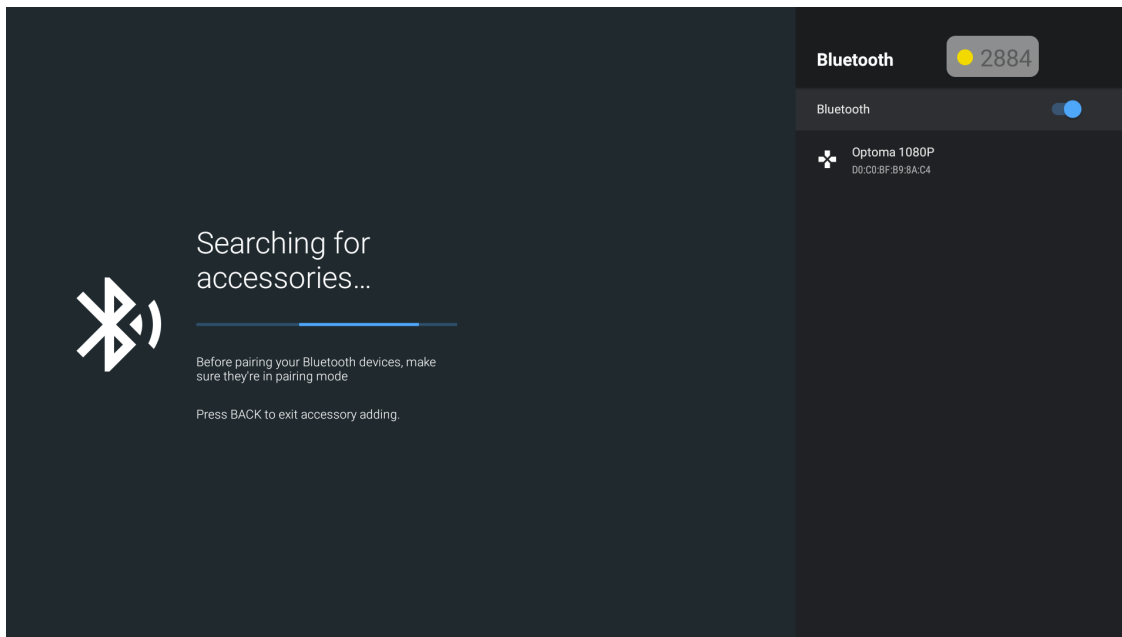 Searching for
accessories...
Before pairing your Bluetooth devices, make
sure they're in pairing mode
Press BACK to exit accessory adding.
Bluetooth
2884
Bluetooth
Optoma 1080P
D0:C0:BF:B9:8A:C4